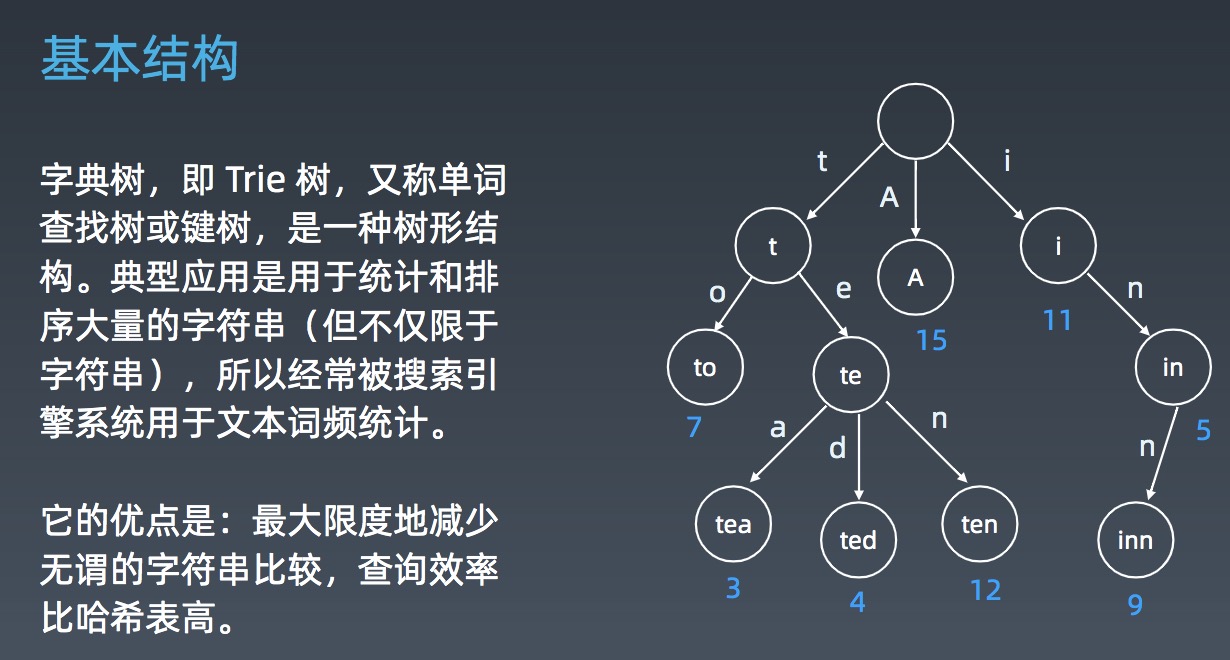 基本结构
字典树，即 Trie 树，又称单词
查找树或键树，是一种树形结
构。典型应用是用于统计和排
序大量的字符串（但不仅限于
字符串），所以经常被搜索引
擎系统用于文本词频统计。
它的优点是：最大限度地减少
无谓的字符串比较，查询效率
比哈希表高。
t
A
i
t
A
i
15
11
o
e
n
to
te
in
7
5
a
d
n
n
tea
ted
ten
inn
3
4
12
9